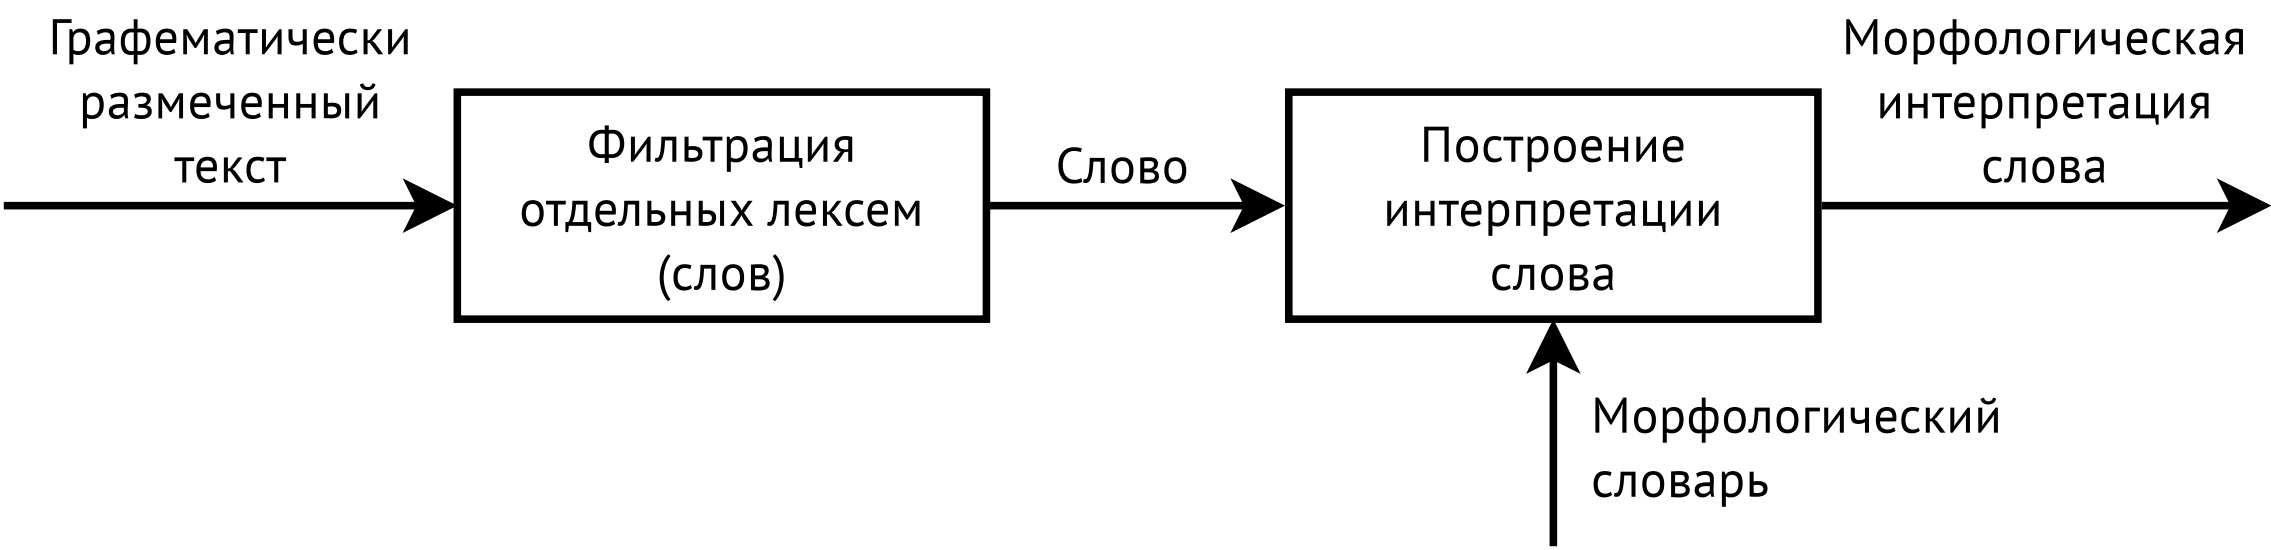 Графематически
размеченный
текст
Фильтрация
отдельных лексем
(слов)
Слово
Построение
интерпретации
слова
Морфологическая
интерпретация
слова
Морфологический
словарь